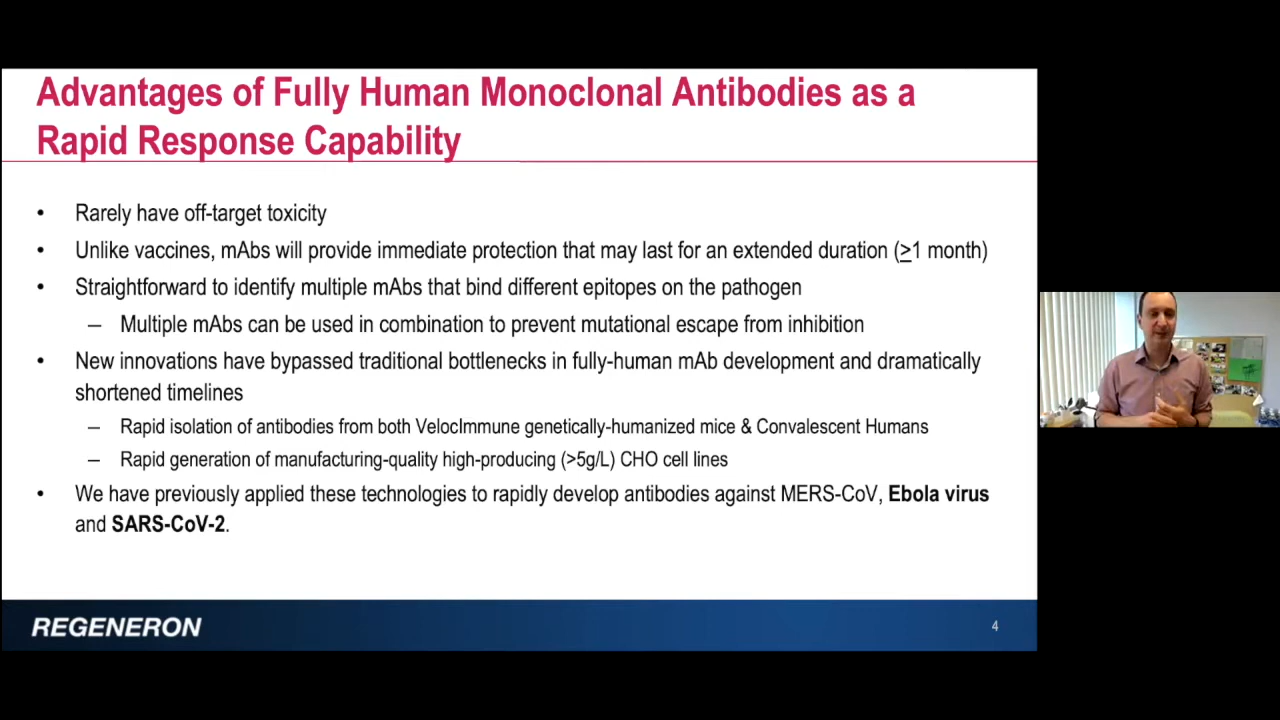 Advantages of Fully Human Monoclonal Antibodies as a
Rapid Response Capability
• Rarely have off-target toxicity
• Unlike vaccines, mAbs will provide immediate protection that may last for an extended duration (≥1 month)
• Straightforward to identify multiple mAbs that bind different epitopes on the pathogen
– Multiple mAbs can be used in combination to prevent mutational escape from inhibition
• New innovations have bypassed traditional bottlenecks in fully-human mAb development and dramatically
shortened timelines
– Rapid isolation of antibodies from both VelocImmune genetically-humanized mice & Convalescent Humans
– Rapid generation of manufacturing-quality high-producing (>5g/L) CHO cell lines
• We have previously applied these technologies to rapidly develop antibodies against MERS-CoV, Ebola virus
and SARS-CoV-2.
REGENERON
4